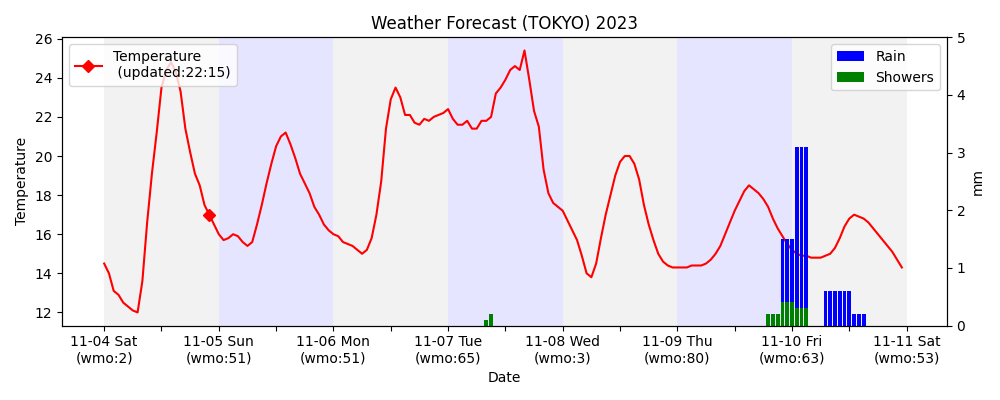 Weather Forecast (TOKYO) 2023
Temperature
(updated:22:15)
Rain
Showers
26
24
22
20
18
16
14
12
Temperature
5
4
3
2
1
0
mm
11-04 Sat
(wmo:2)
11-05 Sun
(wmo:51)
11-06 Mon
(wmo:51)
11-07 Tue
(wmo:65)
11-08 Wed
(wmo:3)
11-09 Thu
(wmo:80)
11-10 Fri
(wmo:63)
11-11 Sat
(wmo:53)
Date